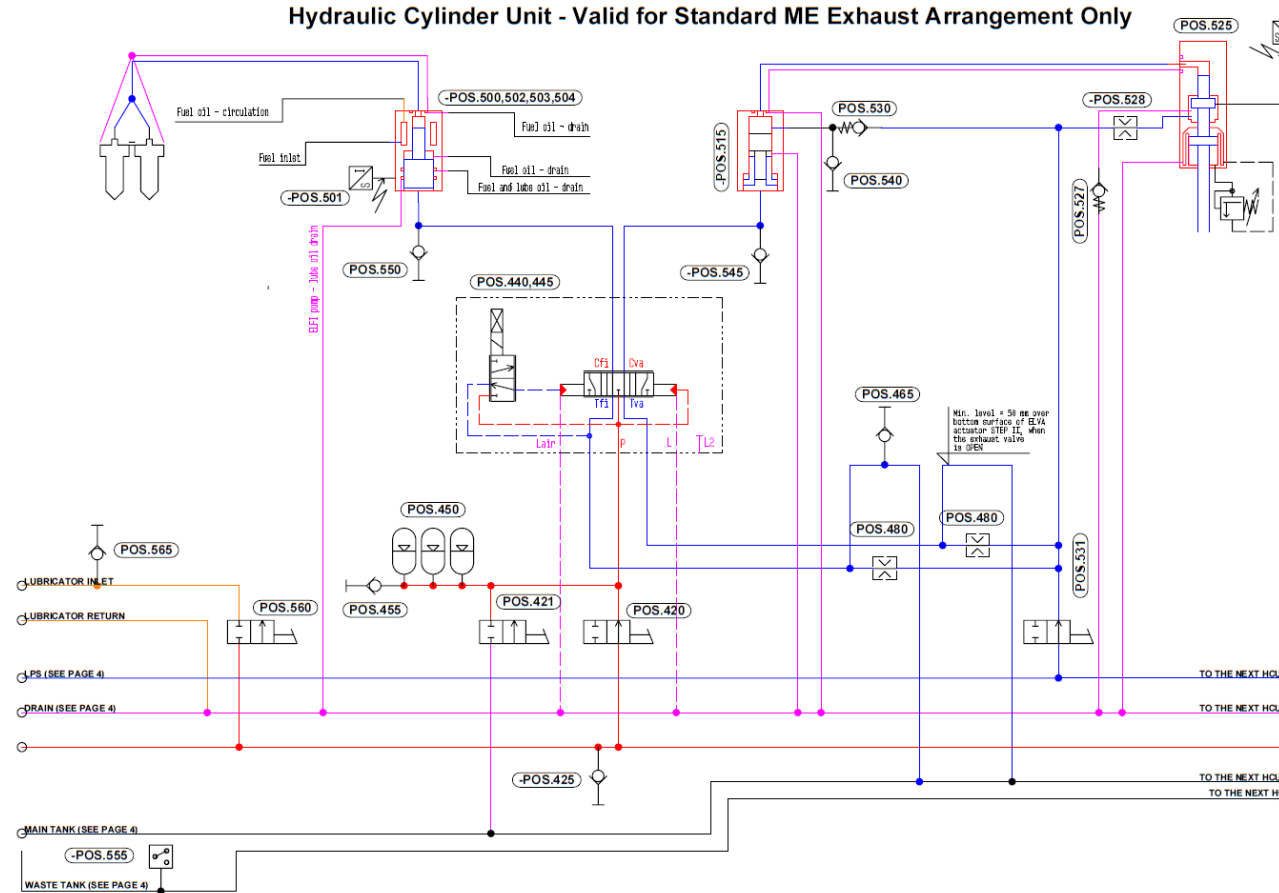 Hydraulic Cylinder Unit - Valid for Standard ME Exhaust Arrangement Only
POS.525
-POS.500,502,503,504
Fuel oil - circulation
Fuel oil - drain
Fuel inlet
Fuel oil - drain
Fuel and lube oil - drain
-POS.501
S
I
POS.530
-POS.528
-POS.515
POS.540
POS.527
POS.550
-POS.545
ELFI pump - lube oil drain
POS.440,445
Cfi
Cva
Tfi
Tva
Lair
P
L
L2
POS.465
Min. level = 50 mm over
bottom surface of ELVA
actuator STEP II, when
the exhaust valve
is OPEN
POS.450
POS.480
POS.480
POS.565
POS.531
LUBRICATOR INLET
POS.455
POS.421
POS.420
POS.560
LUBRICATOR RETURN
LPS (SEE PAGE 4)
TO THE NEXT HCU
DRAIN (SEE PAGE 4)
TO THE NEXT HCU
-POS.425
TO THE NEXT HCU
TO THE NEXT H
MAIN TANK (SEE PAGE 4)
-POS.555
WASTE TANK (SEE PAGE 4)